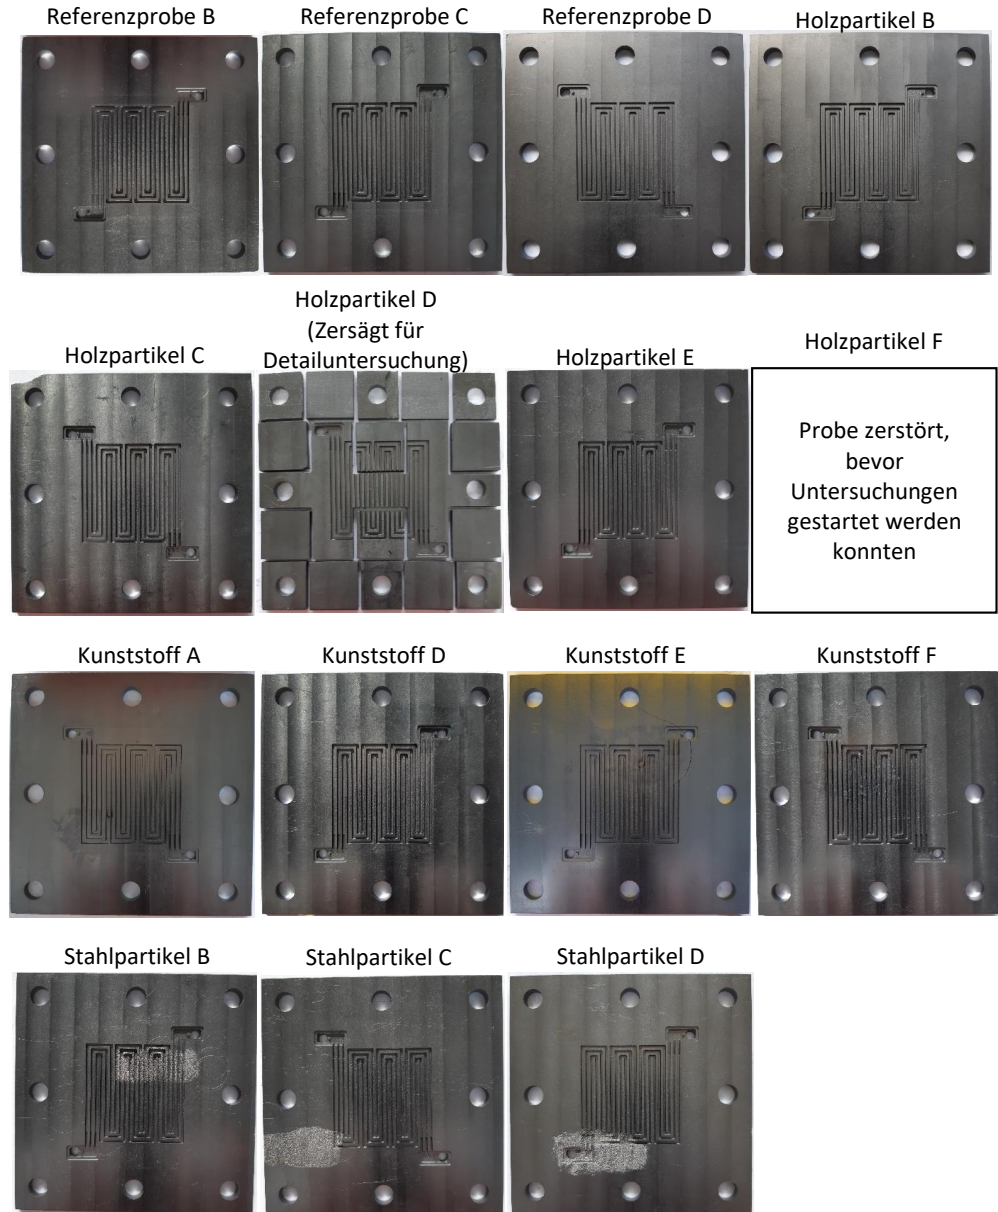 Referenzprobe B
Referenzprobe C
Referenzprobe D
Holzpartikel B
Holzpartikel C
Holzpartikel D
(Zersägt für
Detailuntersuchung)
Holzpartikel E
Holzpartikel F
Probe zerstört,
bevor
Untersuchungen
gestartet werden
konnten
Kunststoff A
Kunststoff D
Kunststoff E
Kunststoff F
Stahlpartikel B
Stahlpartikel C
Stahlpartikel D